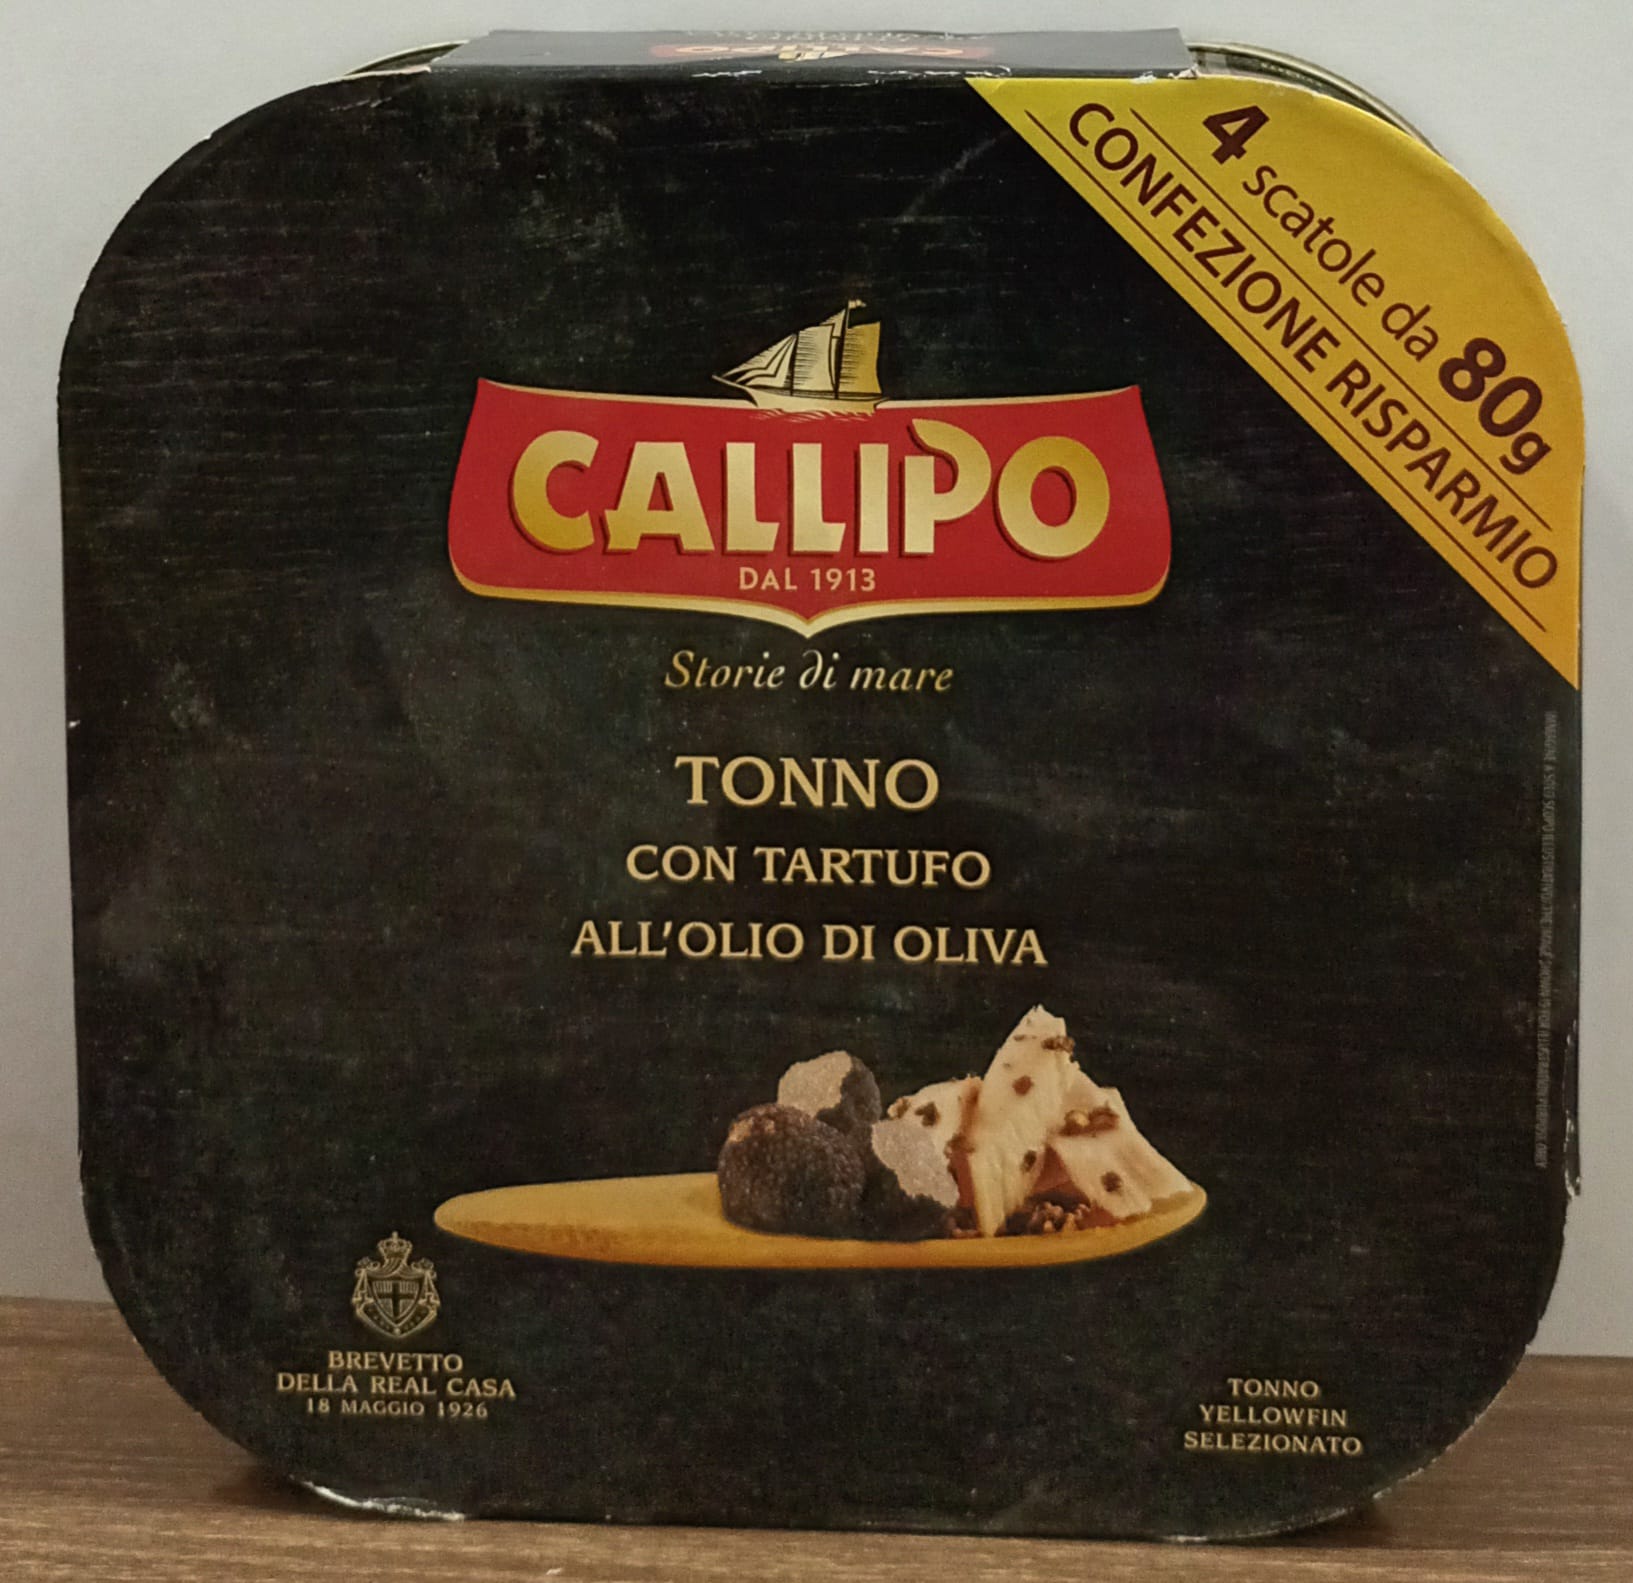 CALLIPO
4 scatole da 80g
CONFEZIONE RISPARMIO
CALLIPO
DAL 1913
Storie di mare
TONNO
CON TARTUFO
ALL'OLIO DI OLIVA
BREVETTO
DELLA REAL CASA
18 MAGGIO 1926
TONNO
YELLOWFIN
SELEZIONATO